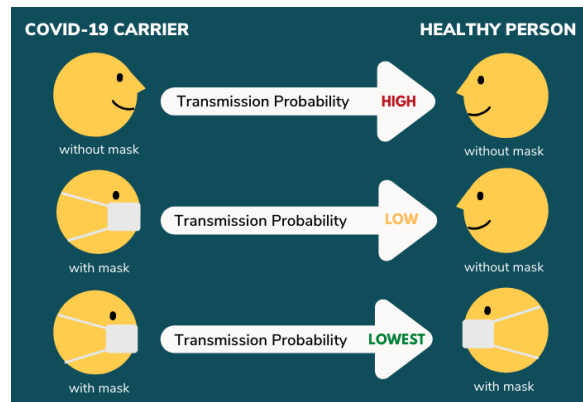 COVID-19 CARRIER HEALTHY PERSON
Transmission Probability HIGH
without mask without mask
Transmission Probability LOW
with mask without mask
Transmission Probability LOWEST
with mask with mask